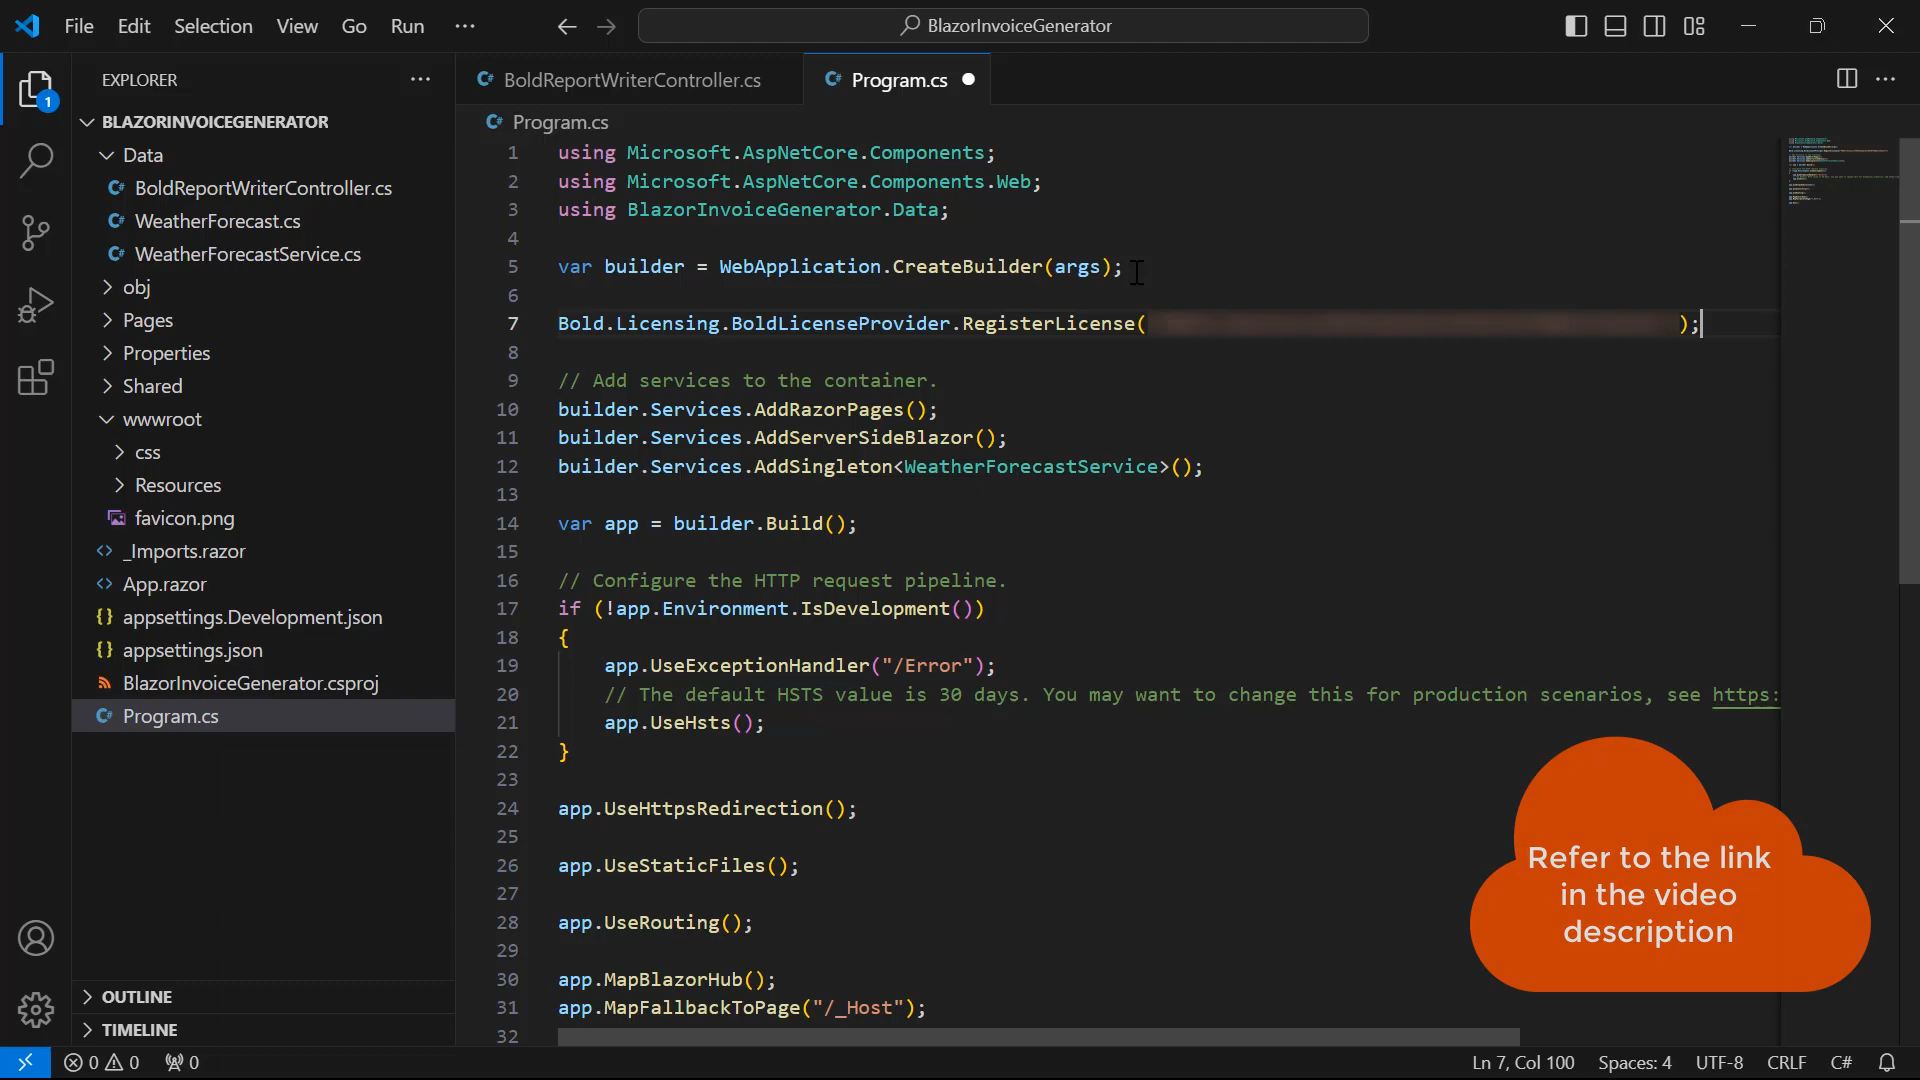 File Edit Selection View Go Run ···
BlazorInvoiceGenerator
EXPLORER ···
1
BLAZORINVOICEGENERATOR
Data
BoldReportWriterController.cs
WeatherForecast.cs
WeatherForecastService.cs
obj
Pages
Properties
Shared
wwwroot
css
Resources
favicon.png
_Imports.razor
App.razor
appsettings.Development.json
appsettings.json
BlazorInvoiceGenerator.csproj
Program.cs
OUTLINE
TIMELINE
BoldReportWriterController.cs
Program.cs
Program.cs
1 using Microsoft.AspNetCore.Components;
2 using Microsoft.AspNetCore.Components.Web;
3 using BlazorInvoiceGenerator.Data;
4
5 var builder = WebApplication.CreateBuilder(args);
6
7 Bold.Licensing.BoldLicenseProvider.RegisterLicense( );
8
9 // Add services to the container.
10 builder.Services.AddRazorPages();
11 builder.Services.AddServerSideBlazor();
12 builder.Services.AddSingleton<WeatherForecastService>();
13
14 var app = builder.Build();
15
16 // Configure the HTTP request pipeline.
17 if (!app.Environment.IsDevelopment())
18 {
19 app.UseExceptionHandler("/Error");
20 // The default HSTS value is 30 days. You may want to change this for production scenarios, see https:
21 app.UseHsts();
22 }
23
24 app.UseHttpsRedirection();
25
26 app.UseStaticFiles();
27
28 app.UseRouting();
29
30 app.MapBlazorHub();
31 app.MapFallbackToPage("/_Host");
32
Refer to the link
in the video
description
0 0 0
Ln 7, Col 100 Spaces: 4 UTF-8 CRLF C#